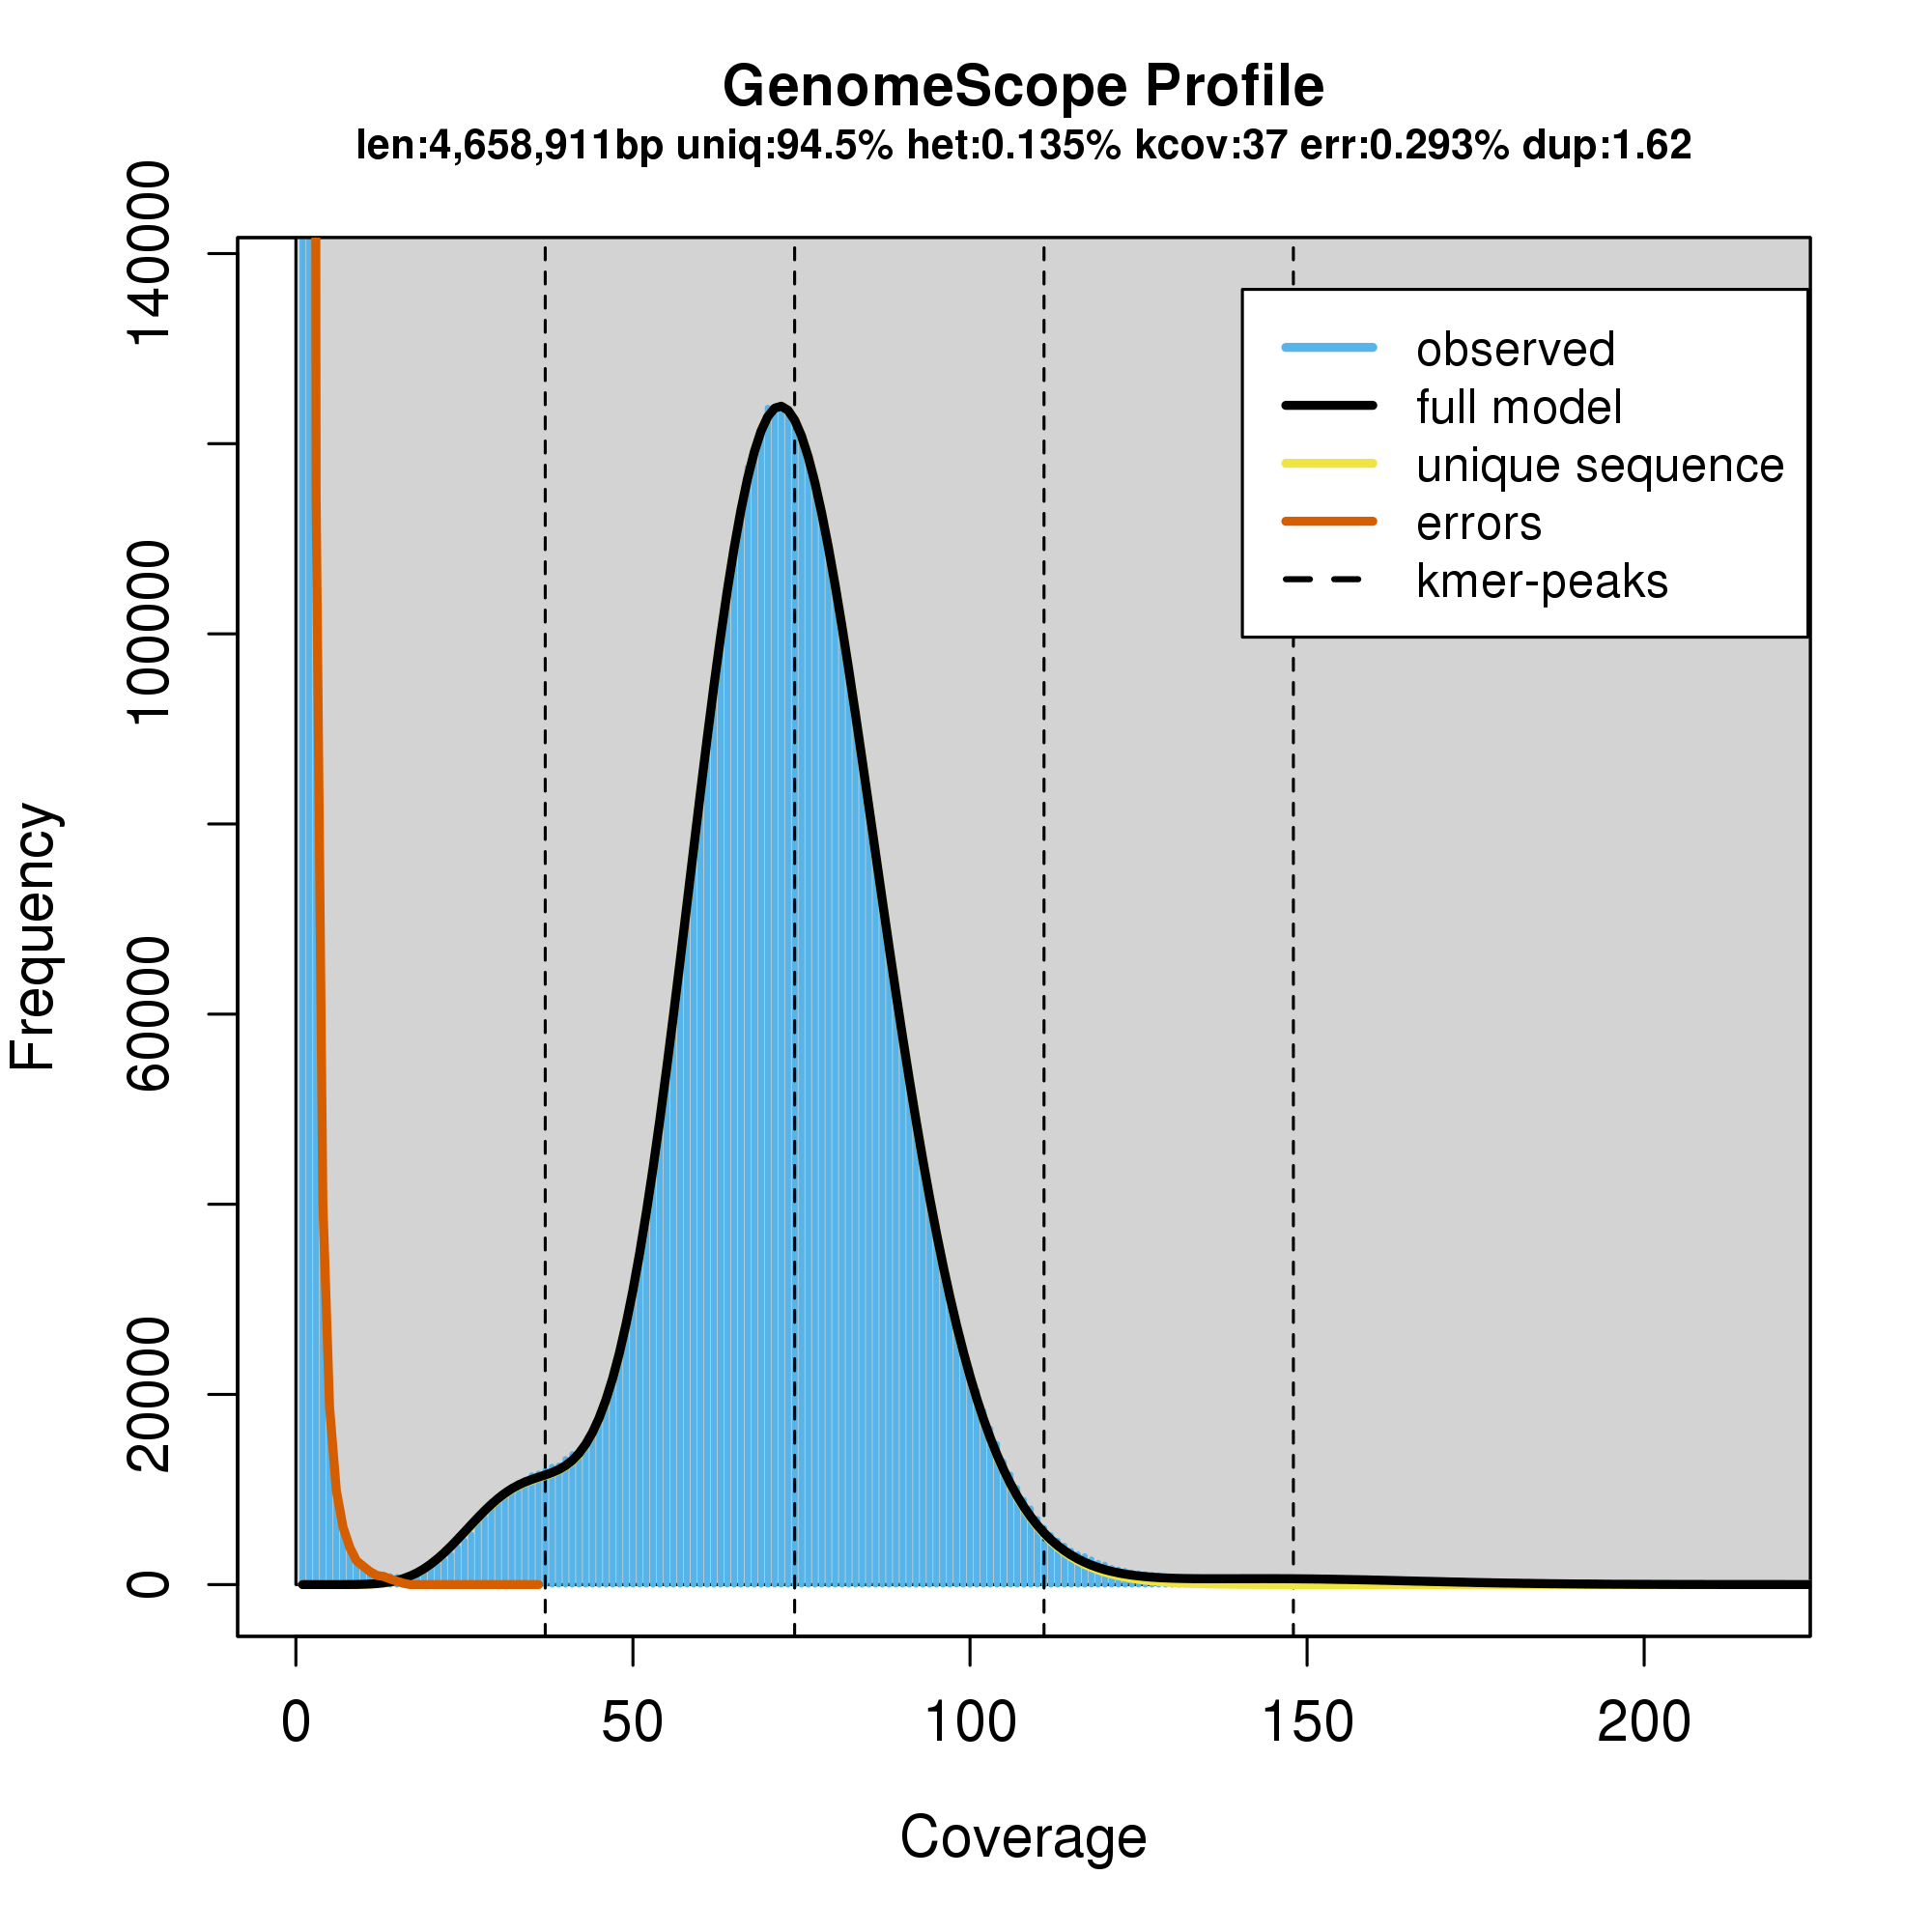 GenomeScope Profile
len:4,658,911bp uniq:94.5% het:0.135% kcov:37 err:0.293% dup:1.62
140000
100000
60000
20000
0
Frequency
observed
full model
unique sequence
errors
kmer-peaks
0 50 100 150 200
Coverage